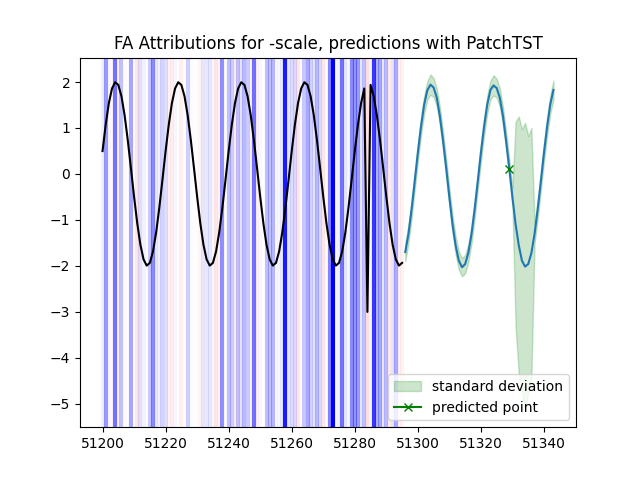 FA Attributions for -scale, predictions with PatchTST
2
1
0
−1
−2
−3
−4
−5
standard deviation
predicted point
51200 51220 51240 51260 51280 51300 51320 51340